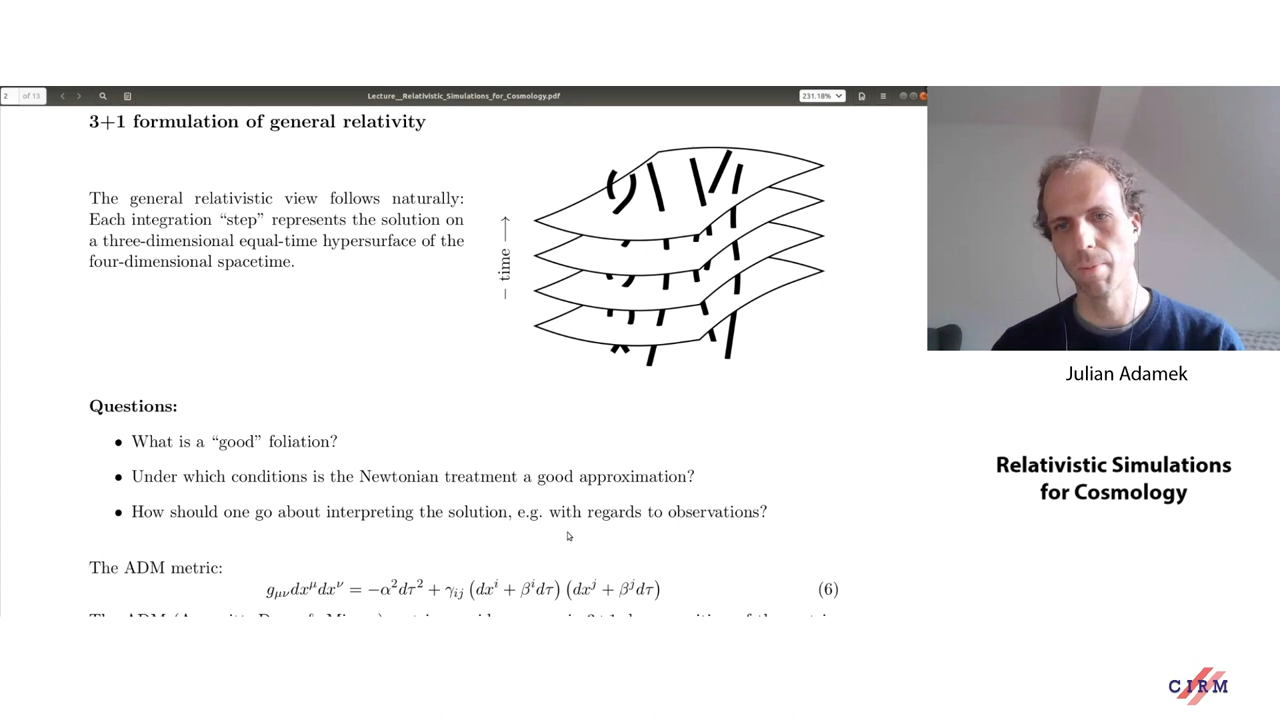 2 of 13
Lecture__Relativistic_Simulations_for_Cosmology.pdf
231.18%
3+1 formulation of general relativity
The general relativistic view follows naturally:
Each integration “step” represents the solution on
a three-dimensional equal-time hypersurface of the
four-dimensional spacetime.
– time →
Questions:
• What is a “good” foliation?
• Under which conditions is the Newtonian treatment a good approximation?
• How should one go about interpreting the solution, e.g. with regards to observations?
The ADM metric:
g_{μν}dx^μdx^ν = −α²dτ² + γ_{ij} (dx^i + β^idτ) (dx^j + β^jdτ) (6)
Julian Adamek
Relativistic Simulations
for Cosmology
CIRM